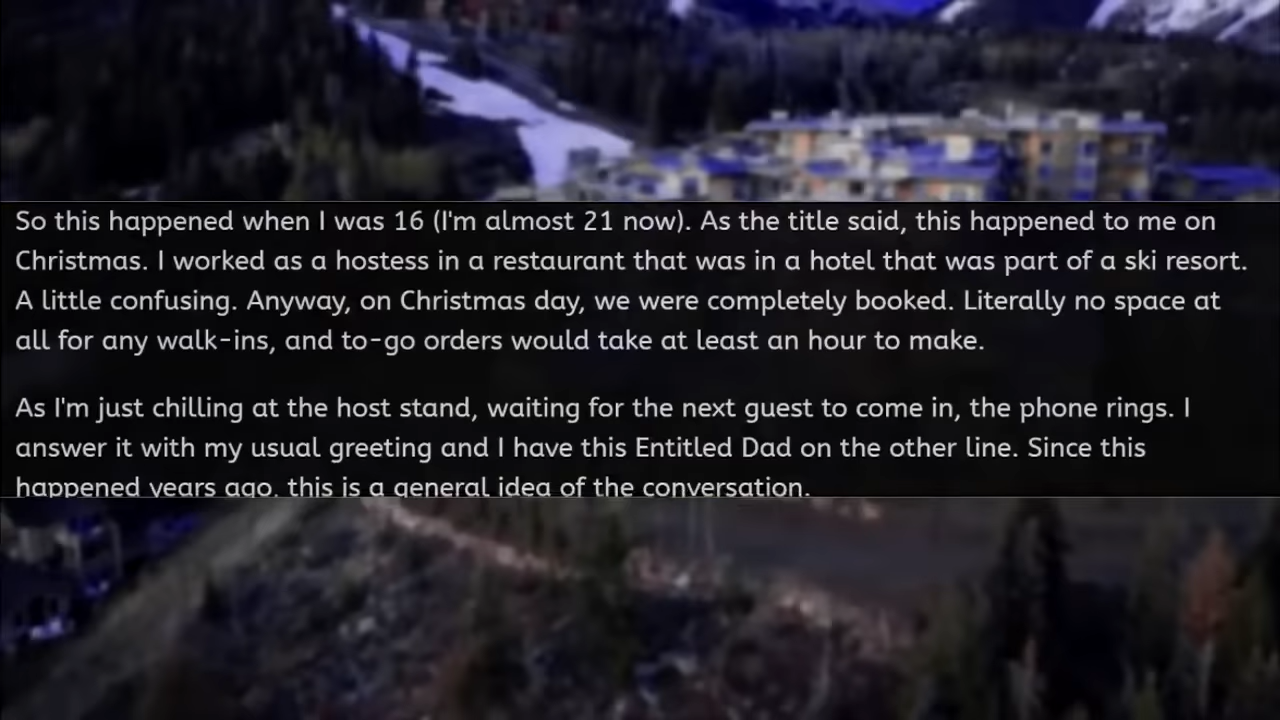 So this happened when I was 16 (I'm almost 21 now). As the title said, this happened to me on
Christmas. I worked as a hostess in a restaurant that was in a hotel that was part of a ski resort.
A little confusing. Anyway, on Christmas day, we were completely booked. Literally no space at
all for any walk-ins, and to-go orders would take at least an hour to make.
As I'm just chilling at the host stand, waiting for the next guest to come in, the phone rings. I
answer it with my usual greeting and I have this Entitled Dad on the other line. Since this
happened years ago, this is a general idea of the conversation.